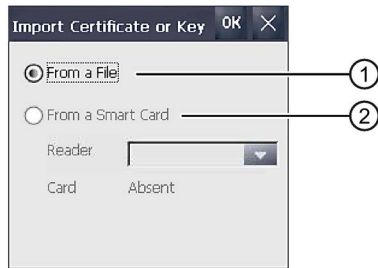 Import Certificate or Key OK
From a File
1
From a Smart Card
2
Reader
Card Absent